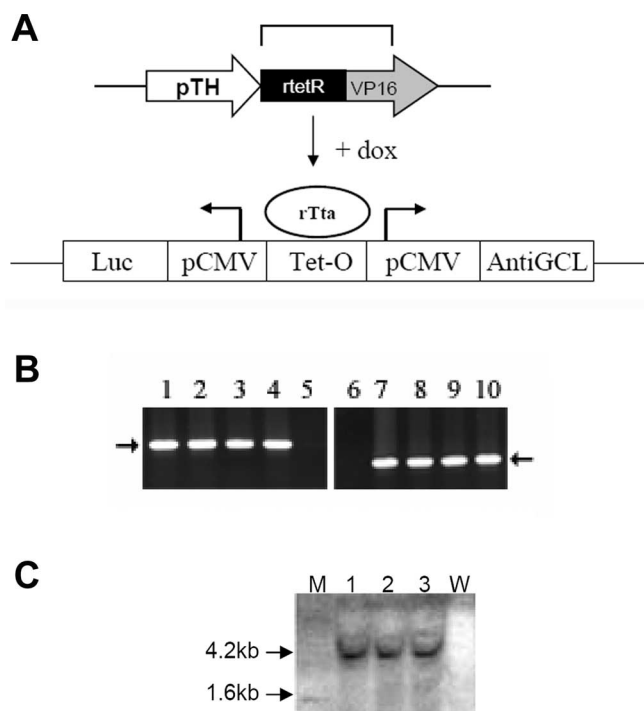 A
pTH rtetR VP16
+ dox
rTta
Luc pCMV Tet-O pCMV AntiGCL
B
1 2 3 4 5 6 7 8 9 10
C
M 1 2 3 W
4.2kb
1.6kb